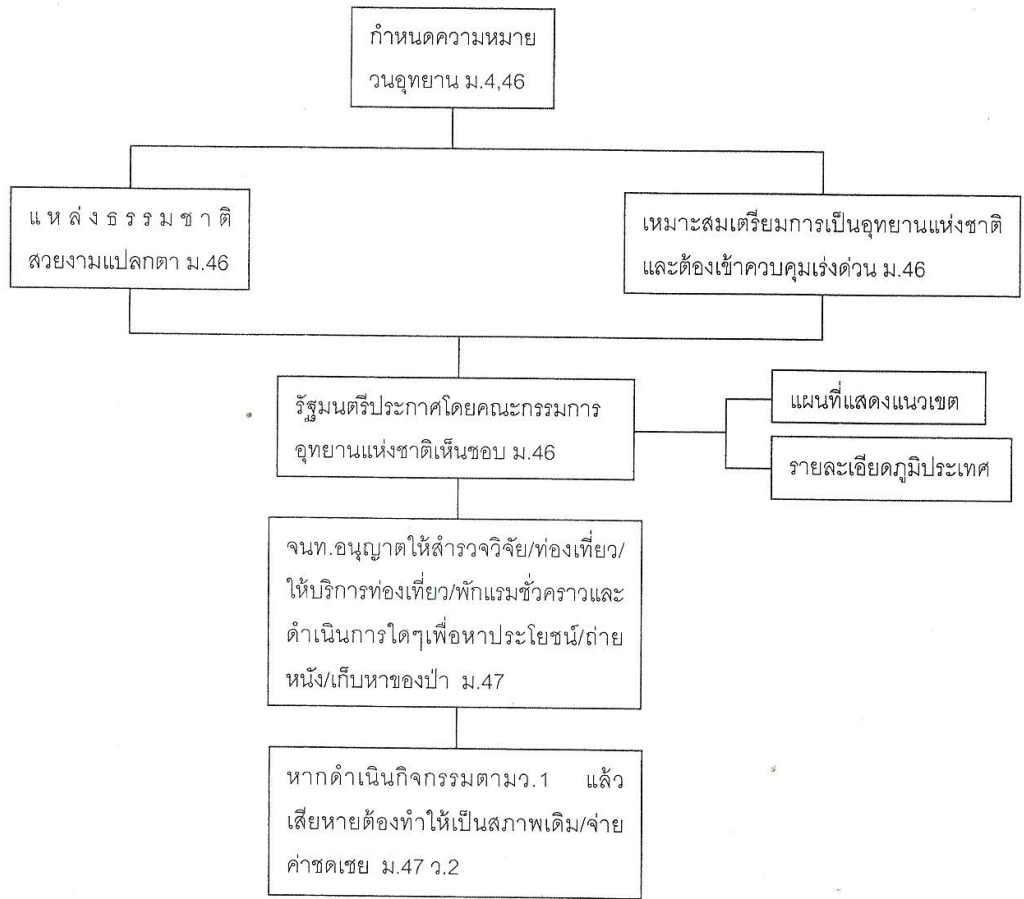 กำหนดความหมาย
วนอุทยาน ม.4,46
แหล่งธรรมชาติ
สวยงามแปลกตา ม.46
เหมาะสมเตรียมการเป็นอุทยานแห่งชาติ
และต้องเข้าควบคุมเร่งด่วน ม.46
รัฐมนตรีประกาศโดยคณะกรรมการ
อุทยานแห่งชาติเห็นชอบ ม.46
แผนที่แสดงแนวเขต
รายละเอียดภูมิประเทศ
จนท.อนุญาตให้สำรวจวิจัย/ท่องเที่ยว/
ให้บริการท่องเที่ยว/พักแรมชั่วคราวและ
ดำเนินการใดๆเพื่อหาประโยชน์/ถ่าย
หนัง/เก็บหาของป่า ม.47
หากดำเนินกิจกรรมตามว.1 แล้ว
เสียหายต้องทำให้เป็นสภาพเดิม/จ่าย
ค่าชดเชย ม.47 ว.2